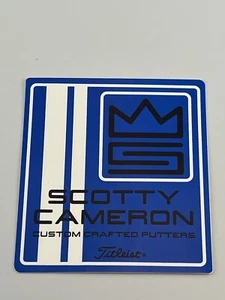 SCOTTY
CAMERON
CUSTOM CRAFTED PUTTERS
Titleist